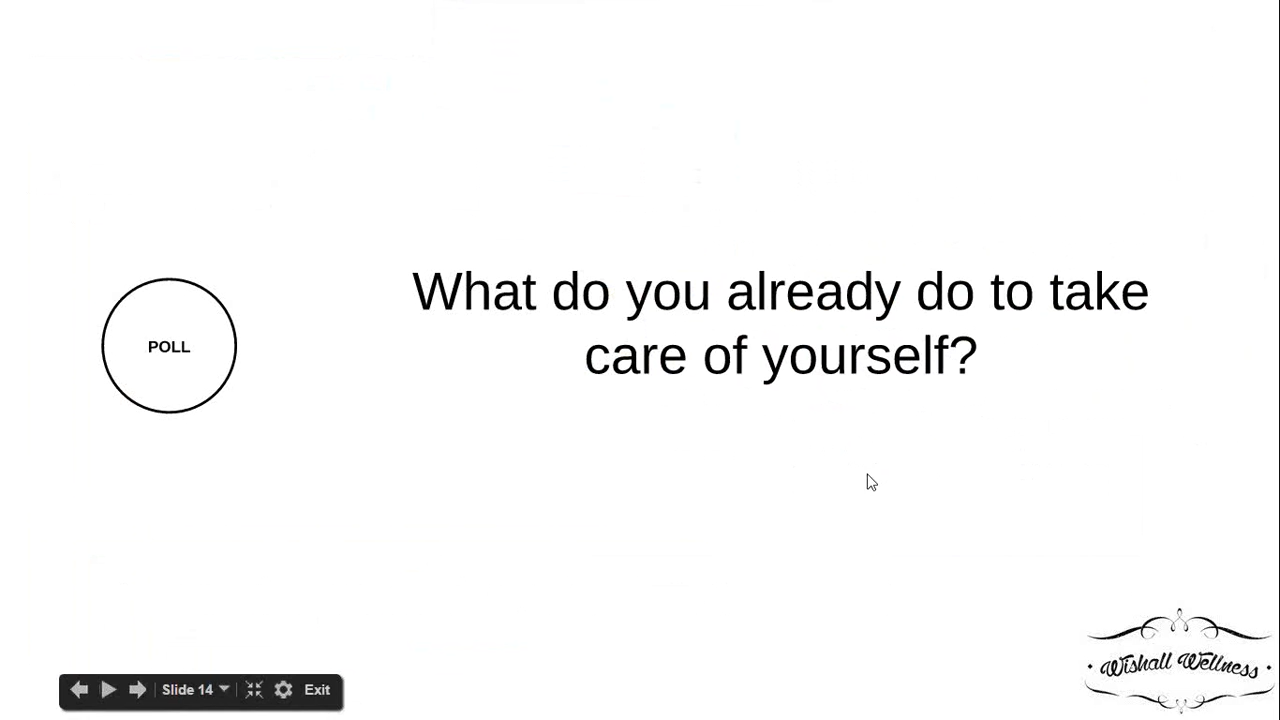 What do you already do to take
care of yourself?
POLL
Wishall Wellness
Slide 14
Exit